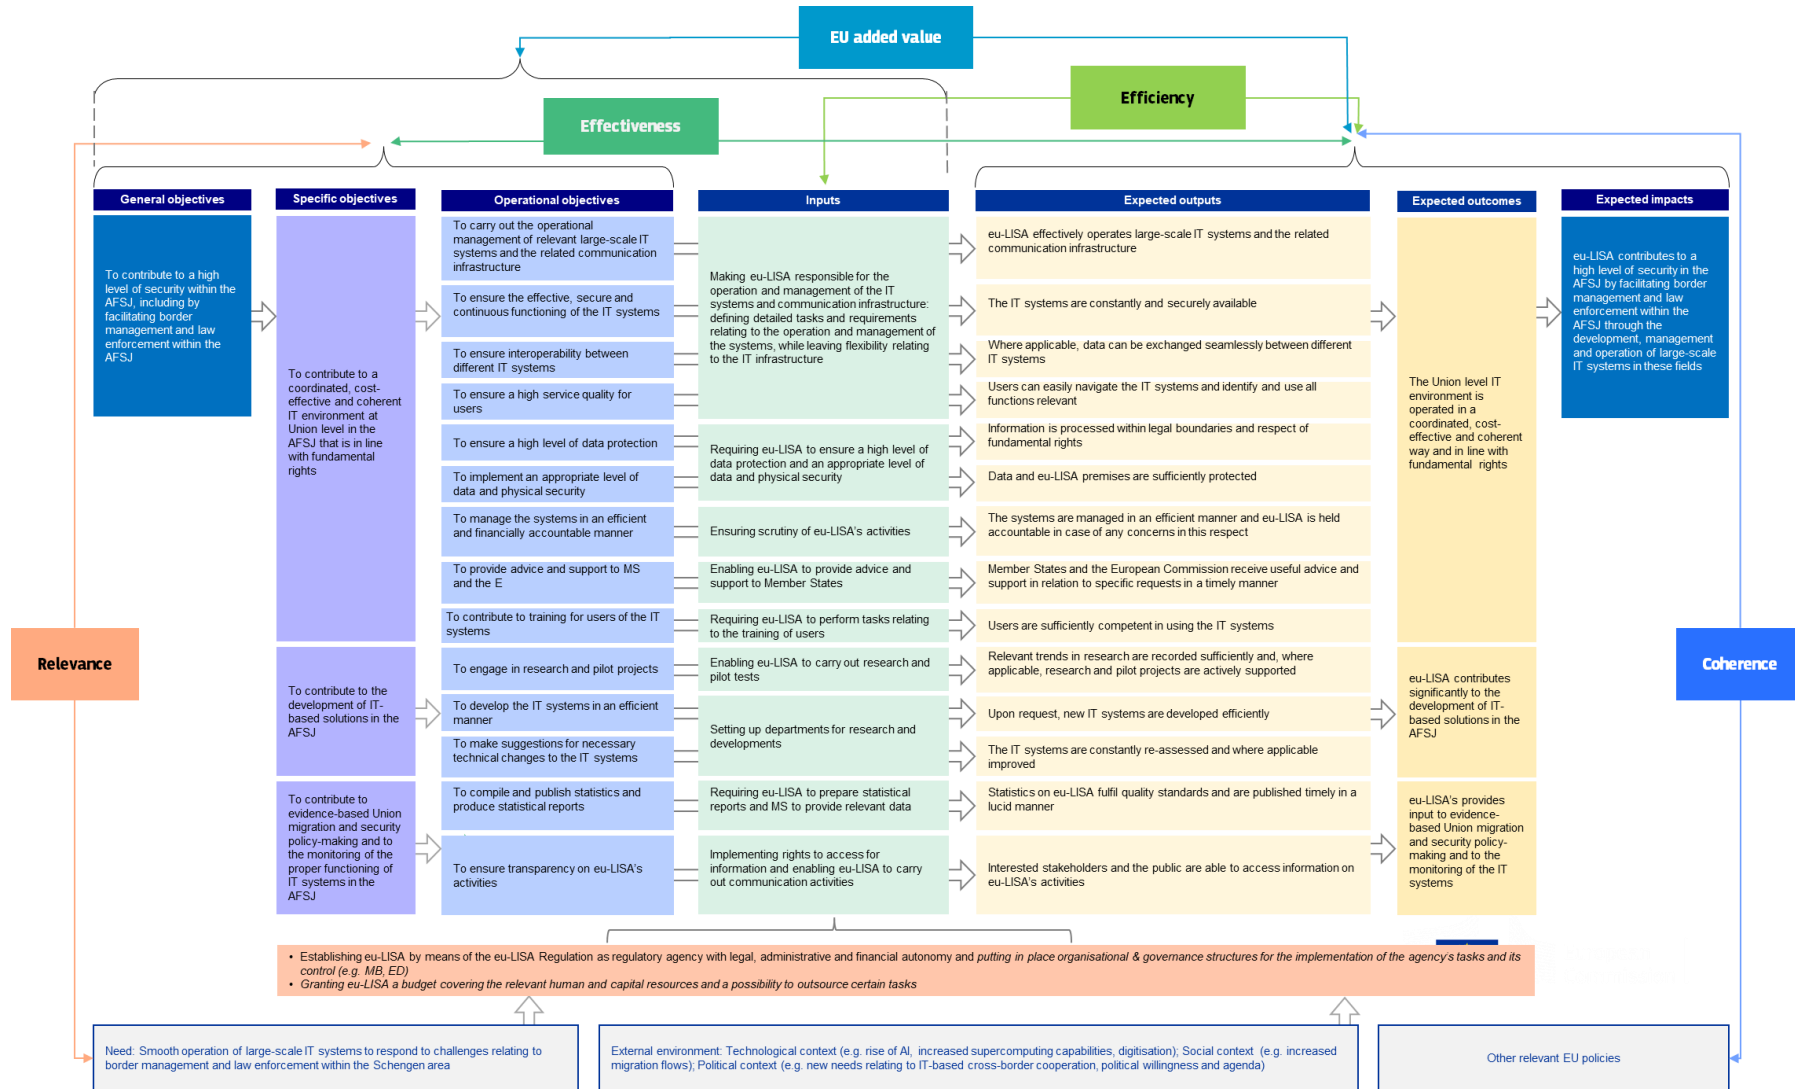 EU added value
Efficiency
Effectiveness
General objectives
Specific objectives
Operational objectives
Inputs
Expected outputs
Expected outcomes
Expected impacts
To contribute to a high
level of security within the
AFSJ, including by
facilitating border
management and law
enforcement within the
AFSJ
To contribute to a
coordinated, cost-
effective and coherent
IT environment at
Union level in the
AFSJ that is in line
with fundamental
rights
To contribute to the
development of IT-
based solutions in the
AFSJ
To contribute to
evidence-based Union
migration and security
policy-making and to
the monitoring of the
proper functioning of
IT systems in the
AFSJ
To carry out the operational
management of relevant large-scale IT
systems and the related communication
infrastructure
To ensure the effective, secure and
continuous functioning of the IT systems
To ensure interoperability between
different IT systems
To ensure a high service quality for
users
To ensure a high level of data protection
To implement an appropriate level of
data and physical security
To manage the systems in an efficient
and financially accountable manner
To provide advice and support to MS
and the E
To contribute to training for users of the IT
systems
To engage in research and pilot projects
To develop the IT systems in an efficient
manner
To make suggestions for necessary
technical changes to the IT systems
To compile and publish statistics and
produce statistical reports
To ensure transparency on eu-LISA's
activities
Making eu-LISA responsible for the
operation and management of the IT
systems and communication infrastructure:
defining detailed tasks and requirements
relating to the operation and management of
the systems, while leaving flexibility relating
to the IT infrastructure
Requiring eu-LISA to ensure a high level of
data protection and an appropriate level of
data and physical security
Ensuring scrutiny of eu-LISA's activities
Enabling eu-LISA to provide advice and
support to Member States
Requiring eu-LISA to perform tasks relating
to the training of users
Enabling eu-LISA to carry out research and
pilot tests
Setting up departments for research and
developments
Requiring eu-LISA to prepare statistical
reports and MS to provide relevant data
Implementing rights to access for
information and enabling eu-LISA to carry
out communication activities
eu-LISA effectively operates large-scale IT systems and the related
communication infrastructure
The IT systems are constantly and securely available
Where applicable, data can be exchanged seamlessly between different
IT systems
Users can easily navigate the IT systems and identify and use all
functions relevant
Information is processed within legal boundaries and respect of
fundamental rights
Data and eu-LISA premises are sufficiently protected
The systems are managed in an efficient manner and eu-LISA is held
accountable in case of any concerns in this respect
Member States and the European Commission receive useful advice and
support in relation to specific requests in a timely manner
Users are sufficiently competent in using the IT systems
Relevant trends in research are recorded sufficiently and, where
applicable, research and pilot projects are actively supported
Upon request, new IT systems are developed efficiently
The IT systems are constantly re-assessed and where applicable
improved
Statistics on eu-LISA fulfil quality standards and are published timely in a
lucid manner
Interested stakeholders and the public are able to access information on
eu-LISA's activities
The Union level IT
environment is
operated in a
coordinated, cost-
effective and coherent
way and in line with
fundamental rights
eu-LISA contributes
significantly to the
development of IT-
based solutions in the
AFSJ
eu-LISA's provides
input to evidence-
based Union migration
and security policy-
making and to the
monitoring of the IT
systems
eu-LISA contributes to a
high level of security in the
AFSJ by facilitating border
management and law
enforcement within the
AFSJ through the
development, management
and operation of large-scale
IT systems in these fields
Relevance
Coherence
• Establishing eu-LISA by means of the eu-LISA Regulation as regulatory agency with legal, administrative and financial autonomy and putting in place organisational & governance structures for the implementation of the agency's tasks and its
control (e.g. MB, ED)
• Granting eu-LISA a budget covering the relevant human and capital resources and a possibility to outsource certain tasks
Need: Smooth operation of large-scale IT systems to respond to challenges relating to
border management and law enforcement within the Schengen area
External environment: Technological context (e.g. rise of AI, increased supercomputing capabilities, digitisation); Social context (e.g. increased
migration flows); Political context (e.g. new needs relating to IT-based cross-border cooperation, political willingness and agenda)
Other relevant EU policies